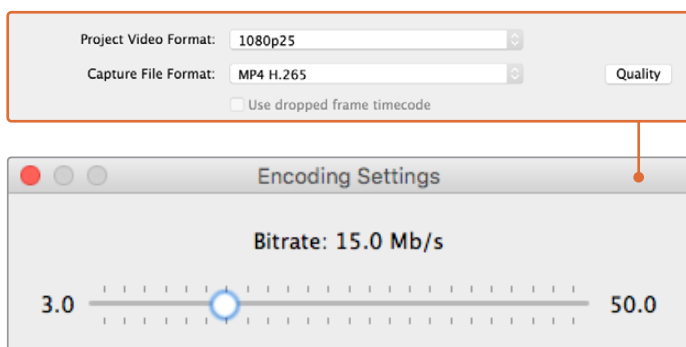 Project Video Format: 1080p25
Capture File Format: MP4 H.265 Quality
Use dropped frame timecode
Encoding Settings
Bitrate: 15.0 Mb/s
3.0 50.0